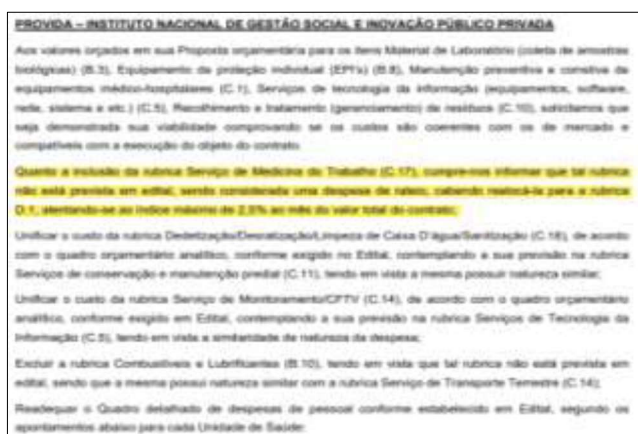 PROVIDA – INSTITUTO NACIONAL DE GESTÃO SOCIAL E INOVAÇÃO PÚBLICO PRIVADA
Aos valores orçados em sua Proposta orçamentária para os itens Material de Laboratório (coleta de amostras
biológicas) (B.3), Equipamento de proteção individual (EPI's) (B.8), Manutenção preventiva e corretiva de
equipamentos médico-hospitalares (C.1), Serviços de tecnologia da informação (equipamentos, software,
rede, sistema e etc.) (C.5), Recolhimento e tratamento (gerenciamento) de resíduos (C.10), solicitamos que
seja demonstrada sua viabilidade comprovando se os custos são coerentes com os de mercado e
compatíveis com a execução do objeto do contrato.
Quanto a inclusão da rubrica Serviço de Medicina do Trabalho (C.17), cumpre-nos informar que tal rubrica
não está prevista em edital, sendo considerada uma despesa de rateio, cabendo realocá-la para a rubrica
D.1, atentando-se ao índice máximo de 2,5% ao mês do valor total do contrato;
Unificar o custo da rubrica Dedetização/Desratização/Limpeza de Caixa D'água/Sanitização (C.18), de acordo
com o quadro orçamentário analítico, conforme exigido no Edital, contemplando a sua previsão na rubrica
Serviços de conservação e manutenção predial (C.11), tendo em vista a mesma possuir natureza similar;
Unificar o custo da rubrica Serviço de Monitoramento/CFTV (C.14), de acordo com o quadro orçamentário
analítico, conforme exigido em Edital, contemplando a sua previsão na rubrica Serviços de Tecnologia da
Informação (C.5), tendo em vista a similaridade de natureza da despesa;
Excluir a rubrica Combustíveis e Lubrificantes (B.10), tendo em vista que tal rubrica não está prevista em
edital, sendo que a mesma possui natureza similar com a rubrica Serviço de Transporte Terrestre (C.14);
Readequar o Quadro detalhado de despesas de pessoal conforme estabelecido em Edital, segundo os
apontamentos abaixo para cada Unidade de Saúde: